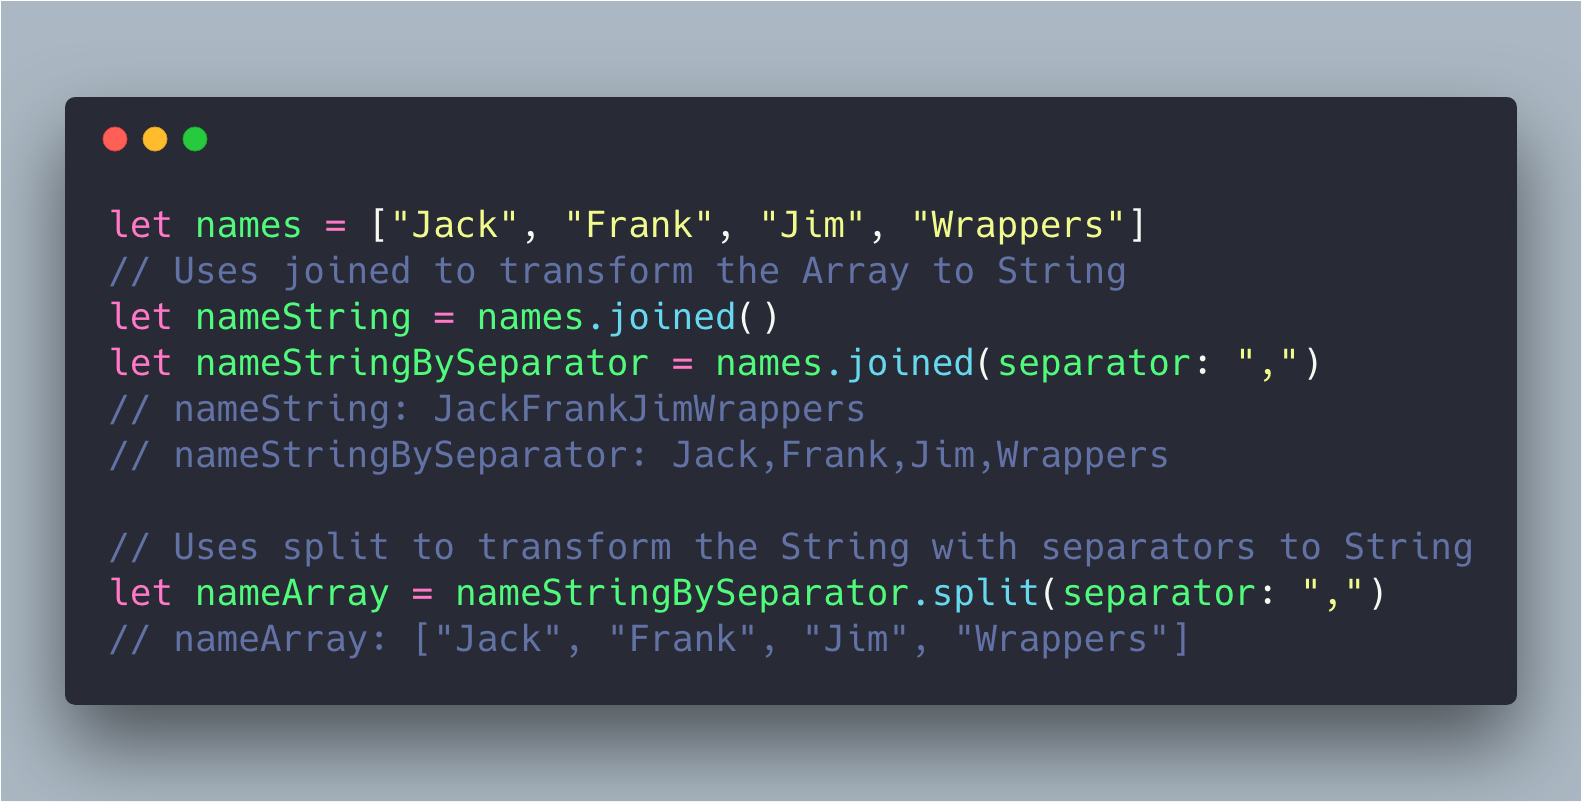 let names = ["Jack", "Frank", "Jim", "Wrappers"]
// Uses joined to transform the Array to String
let nameString = names.joined()
let nameStringBySeparator = names.joined(separator: ",")
// nameString: JackFrankJimWrappers
// nameStringBySeparator: Jack,Frank,Jim,Wrappers
// Uses split to transform the String with separators to String
let nameArray = nameStringBySeparator.split(separator: ",")
// nameArray: ["Jack", "Frank", "Jim", "Wrappers"]